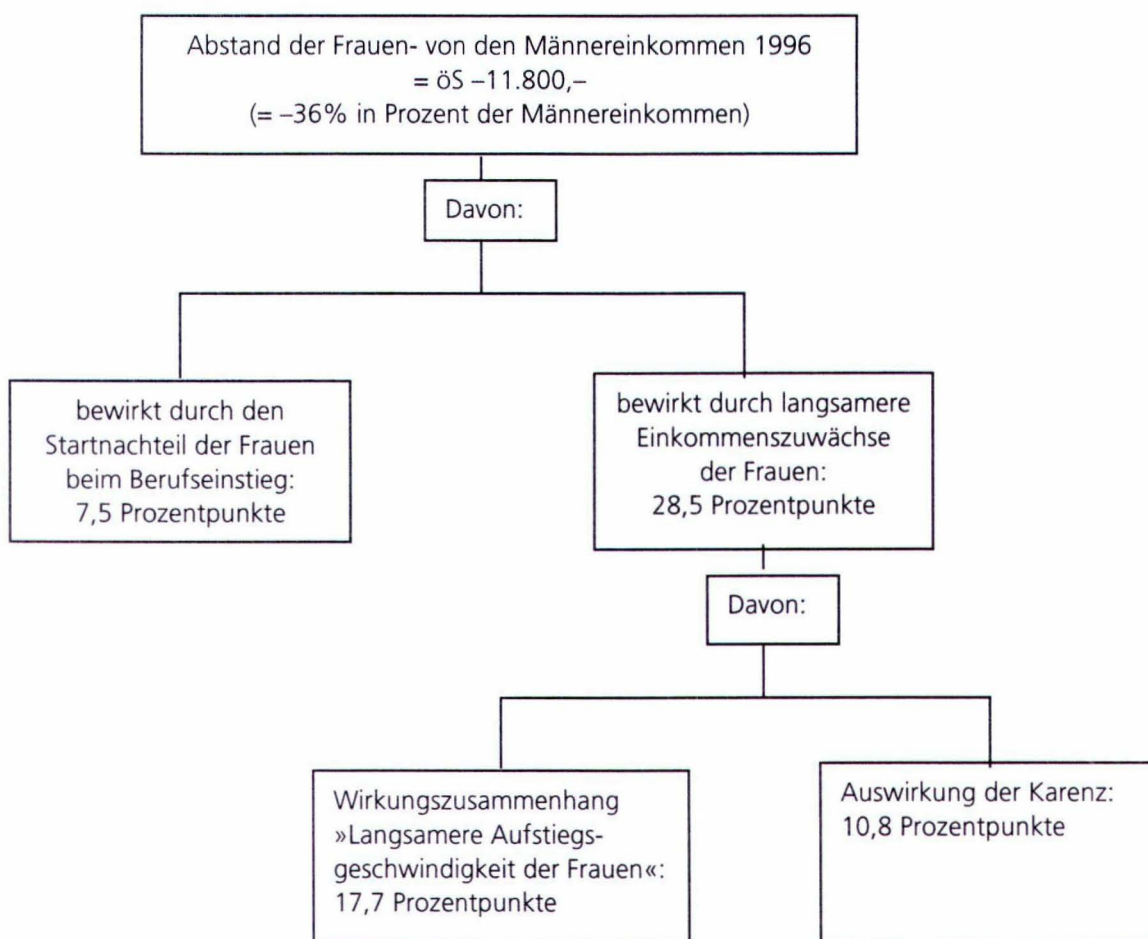 Abstand der Frauen- von den Männereinkommen 1996
= öS –11.800,–
(= –36% in Prozent der Männereinkommen)
Davon:
bewirkt durch den
Startnachteil der Frauen
beim Berufseinstieg:
7,5 Prozentpunkte
bewirkt durch langsamere
Einkommenszuwächse
der Frauen:
28,5 Prozentpunkte
Davon:
Wirkungszusammenhang
»Langsamere Aufstiegs-
geschwindigkeit der Frauen«:
17,7 Prozentpunkte
Auswirkung der Karenz:
10,8 Prozentpunkte